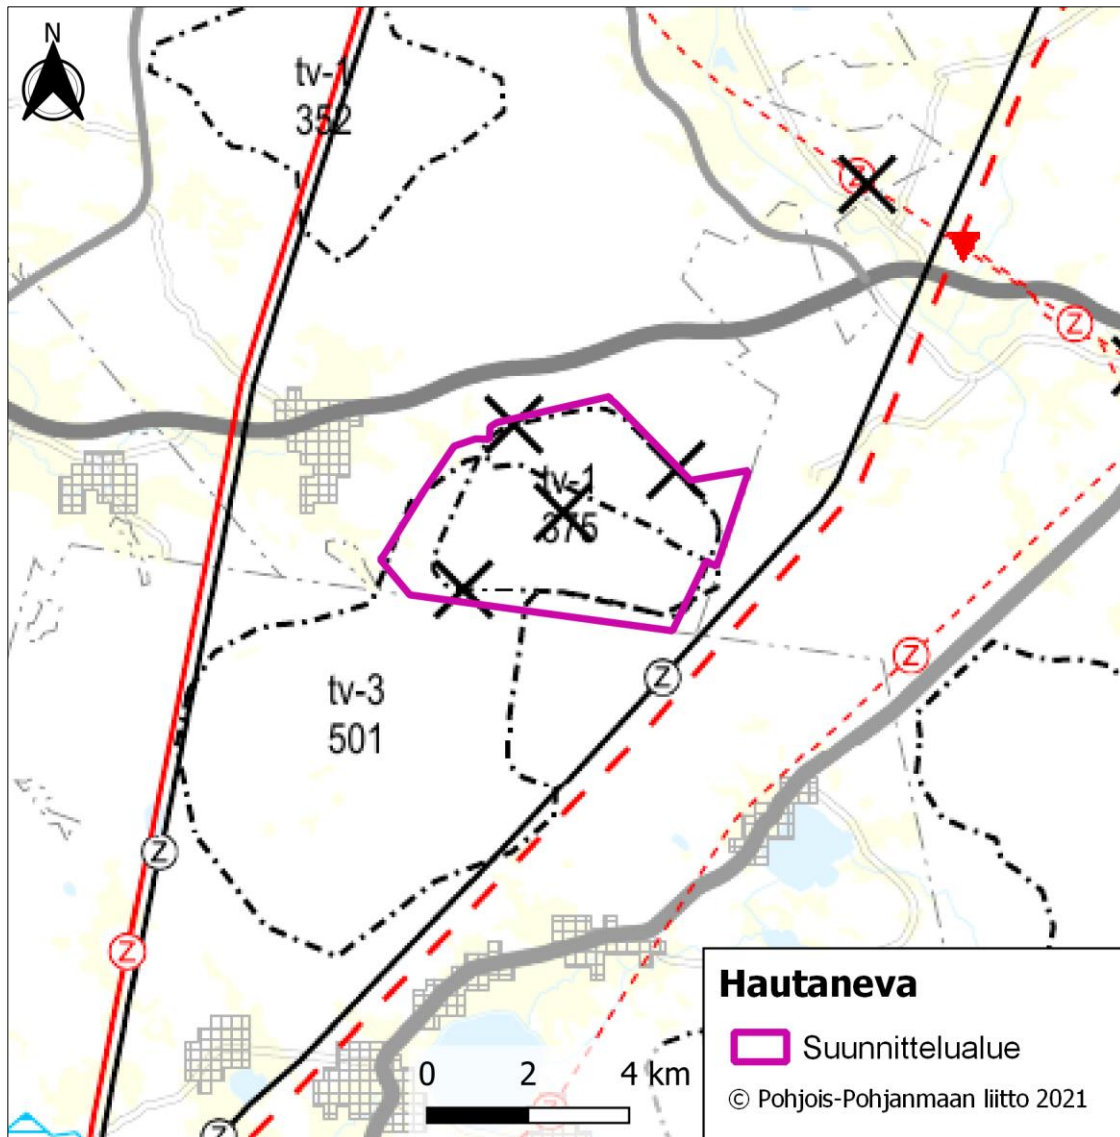 N
tv-1
352
Z
Z
tv-1
375
Z
Z
tv-3
501
Z
Z
Z
Z
Hautaneva
Suunnittelualue
0 2 4 km
© Pohjois-Pohjanmaan liitto 2021